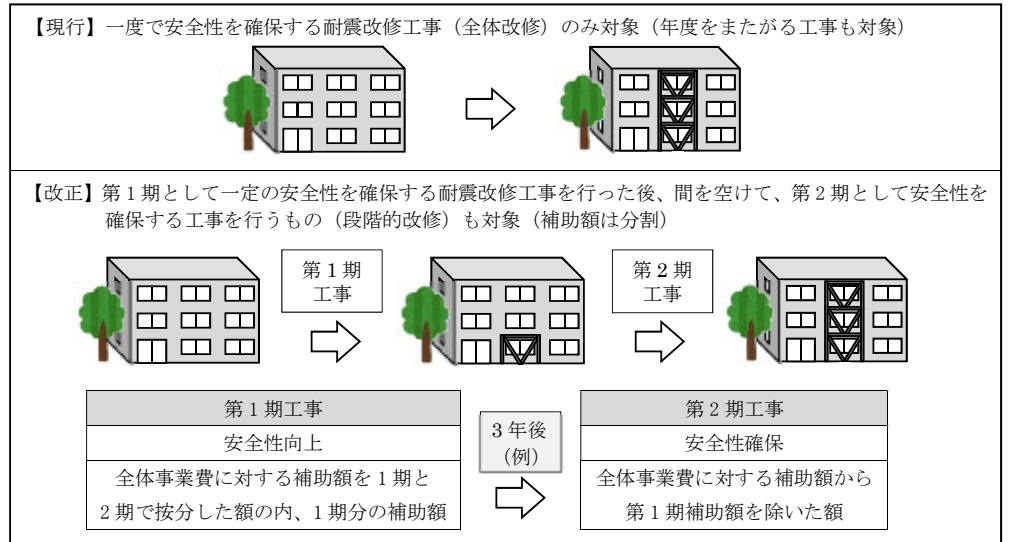 【現行】一度で安全性を確保する耐震改修工事（全体改修）のみ対象（年度をまたがる工事も対象）
【改正】第１期として一定の安全性を確保する耐震改修工事を行った後、間を空けて、第２期として安全性を
確保する工事を行うもの（段階的改修）も対象（補助額は分割）
第１期
工事
第２期
工事
第１期工事
安全性向上
全体事業費に対する補助額を１期と
２期で按分した額の内、１期分の補助額
３年後
（例）
第２期工事
安全性確保
全体事業費に対する補助額から
第１期補助額を除いた額